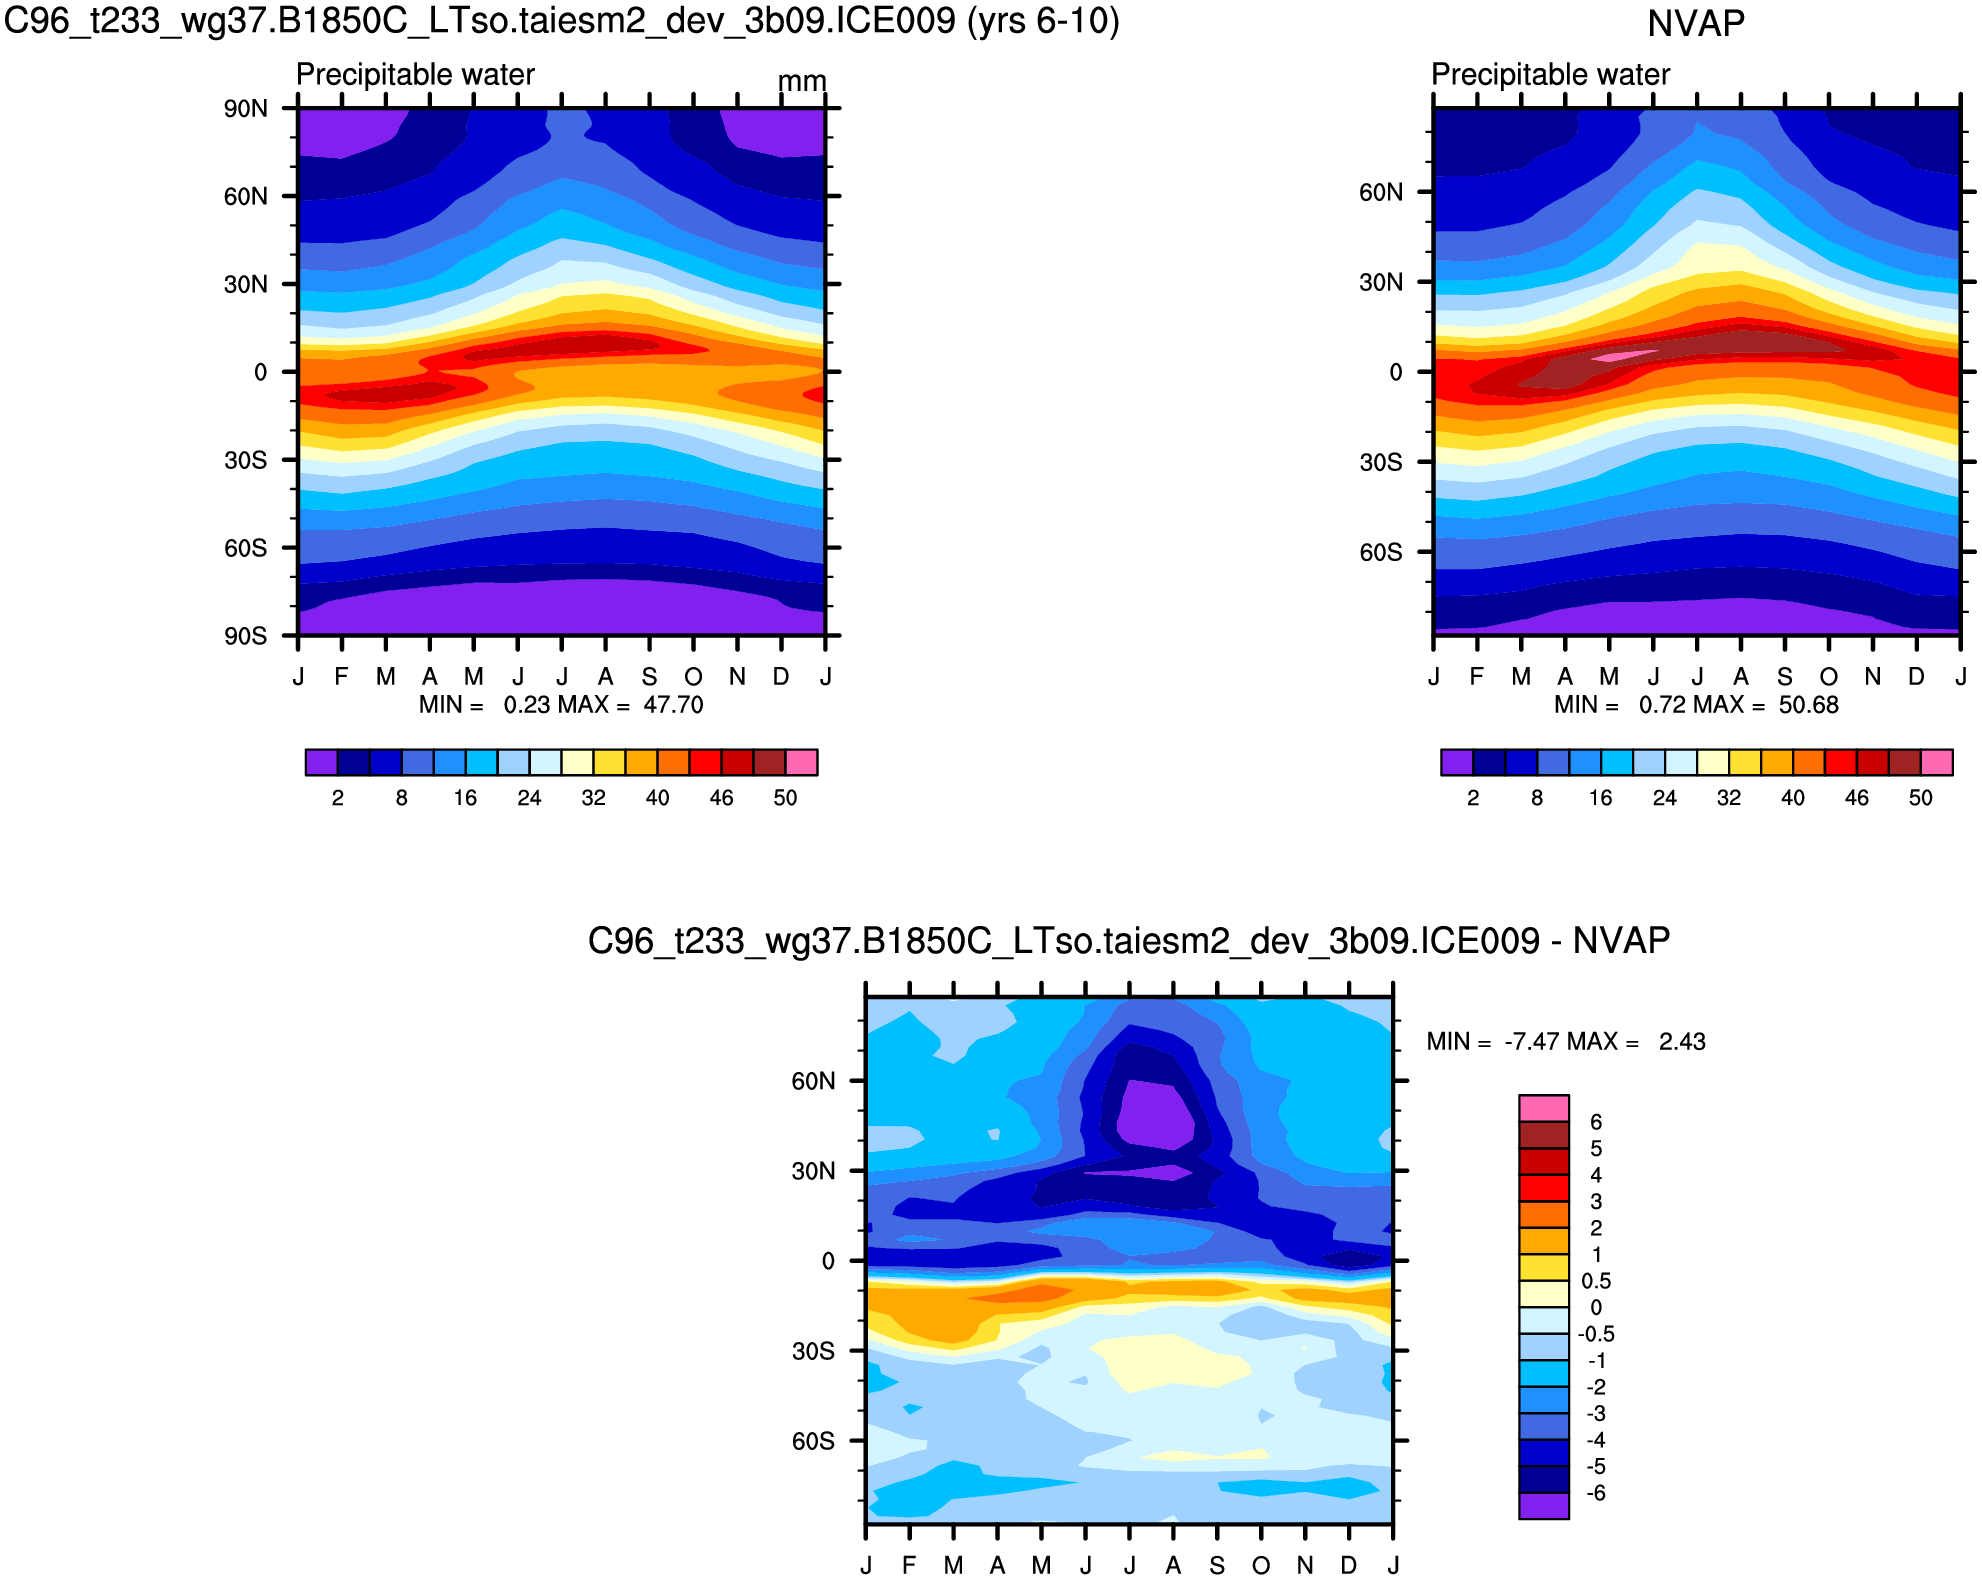 C96_t233_wg37.B1850C_LTso.taiesm2_dev_3b09.ICE009 (yrs 6-10)
Precipitable water mm
90N
60N
30N
0
30S
60S
90S
J F M A M J J A S O N D J
MIN = 0.23 MAX = 47.70
2 8 16 24 32 40 46 50
NVAP
Precipitable water
60N
30N
0
30S
60S
J F M A M J J A S O N D J
MIN = 0.72 MAX = 50.68
2 8 16 24 32 40 46 50
C96_t233_wg37.B1850C_LTso.taiesm2_dev_3b09.ICE009 - NVAP
60N
30N
0
30S
60S
J F M A M J J A S O N D J
MIN = -7.47 MAX = 2.43
6
5
4
3
2
1
0.5
0
-0.5
-1
-2
-3
-4
-5
-6